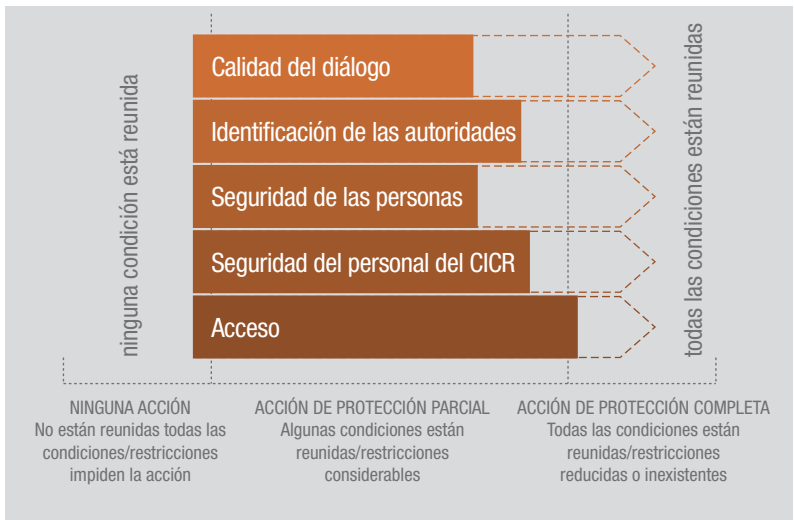 ninguna condición está reunida
Calidad del diálogo
Identificación de las autoridades
Seguridad de las personas
Seguridad del personal del CICR
Acceso
todas las condiciones están reunidas
NINGUNA ACCIÓN
No están reunidas todas las
condiciones/restricciones
impiden la acción
ACCIÓN DE PROTECCIÓN PARCIAL
Algunas condiciones están
reunidas/restricciones
considerables
ACCIÓN DE PROTECCIÓN COMPLETA
Todas las condiciones están
reunidas/restricciones
reducidas o inexistentes